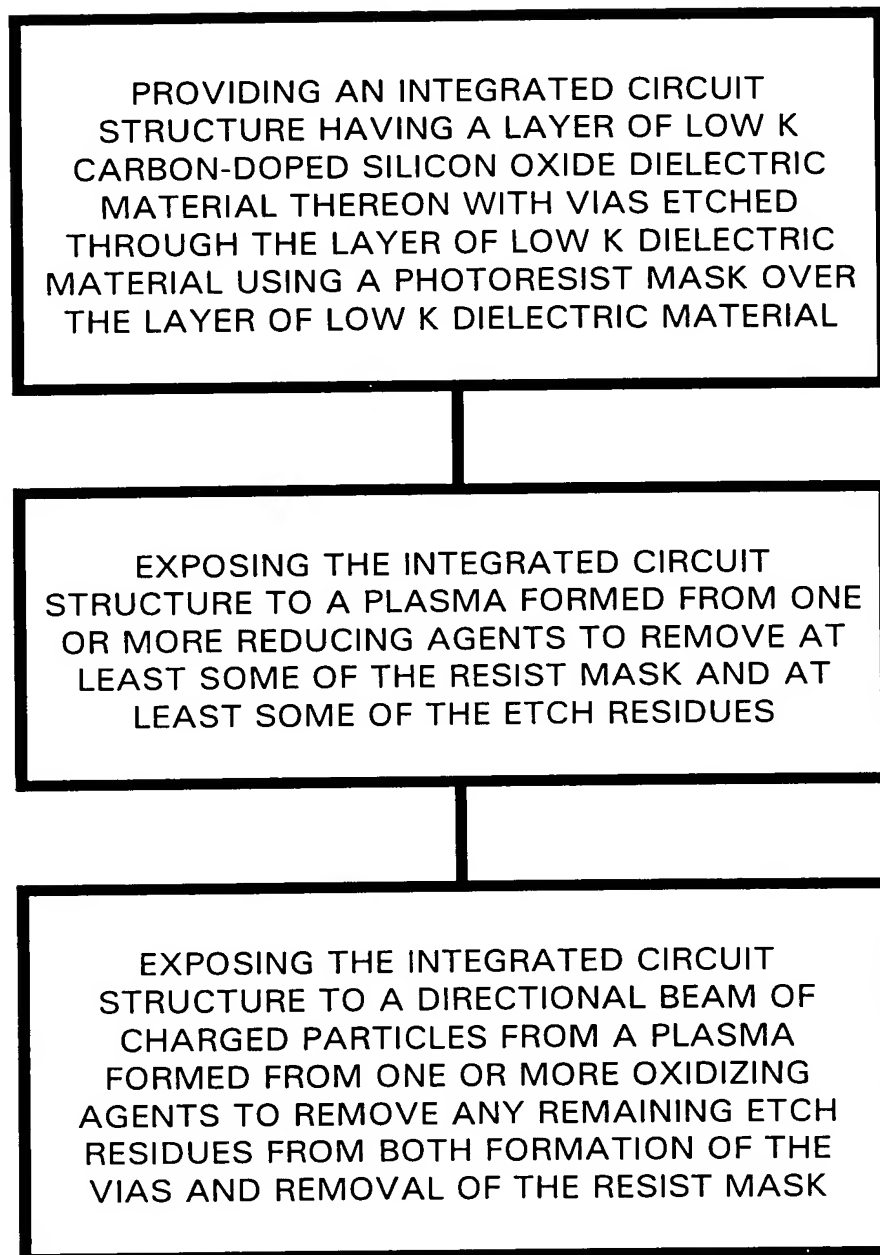 PROVIDING AN INTEGRATED CIRCUIT
STRUCTURE HAVING A LAYER OF LOW K
CARBON-DOPED SILICON OXIDE DIELECTRIC
MATERIAL THEREON WITH VIAS ETCHED
THROUGH THE LAYER OF LOW K DIELECTRIC
MATERIAL USING A PHOTORESIST MASK OVER
THE LAYER OF LOW K DIELECTRIC MATERIAL
EXPOSING THE INTEGRATED CIRCUIT
STRUCTURE TO A PLASMA FORMED FROM ONE
OR MORE REDUCING AGENTS TO REMOVE AT
LEAST SOME OF THE RESIST MASK AND AT
LEAST SOME OF THE ETCH RESIDUES
EXPOSING THE INTEGRATED CIRCUIT
STRUCTURE TO A DIRECTIONAL BEAM OF
CHARGED PARTICLES FROM A PLASMA
FORMED FROM ONE OR MORE OXIDIZING
AGENTS TO REMOVE ANY REMAINING ETCH
RESIDUES FROM BOTH FORMATION OF THE
VIAS AND REMOVAL OF THE RESIST MASK